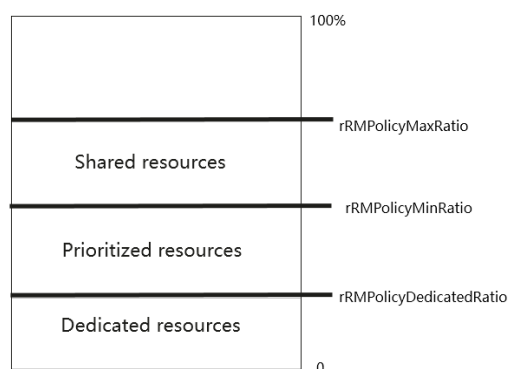 100%
rRMPolicyMaxRatio
Shared resources
rRMPolicyMinRatio
Prioritized resources
rRMPolicyDedicatedRatio
Dedicated resources
0